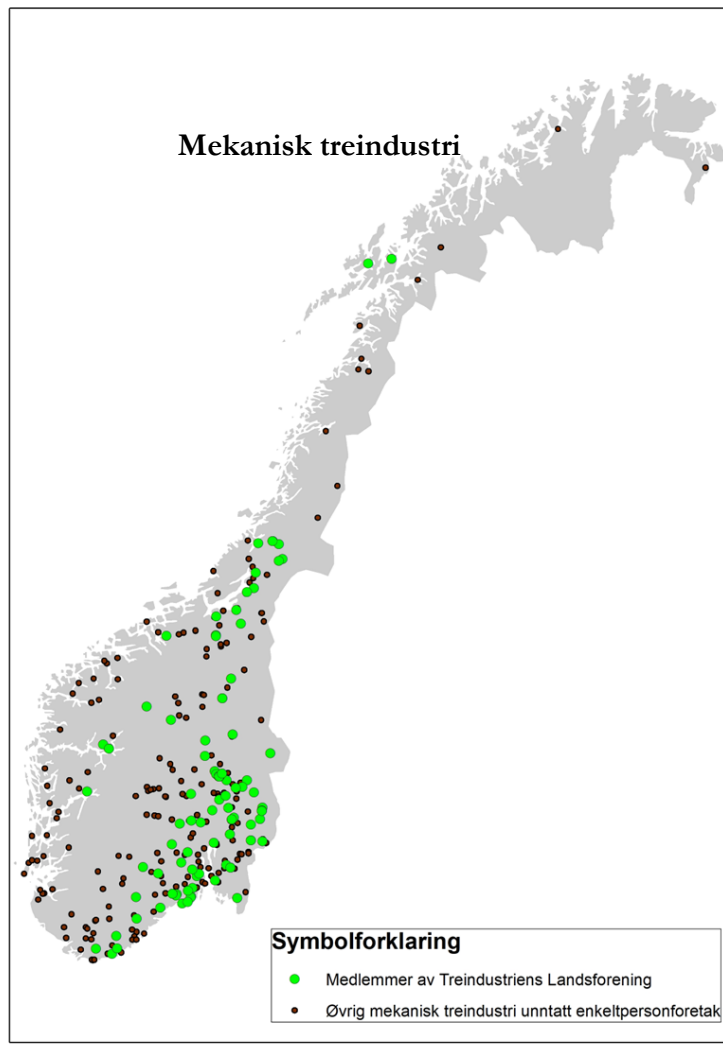 Mekanisk treindustri
Symbolforklaring
Medlemmer av Treindustriens Landsforening
Øvrig mekanisk treindustri unntatt enkeltpersonforetak